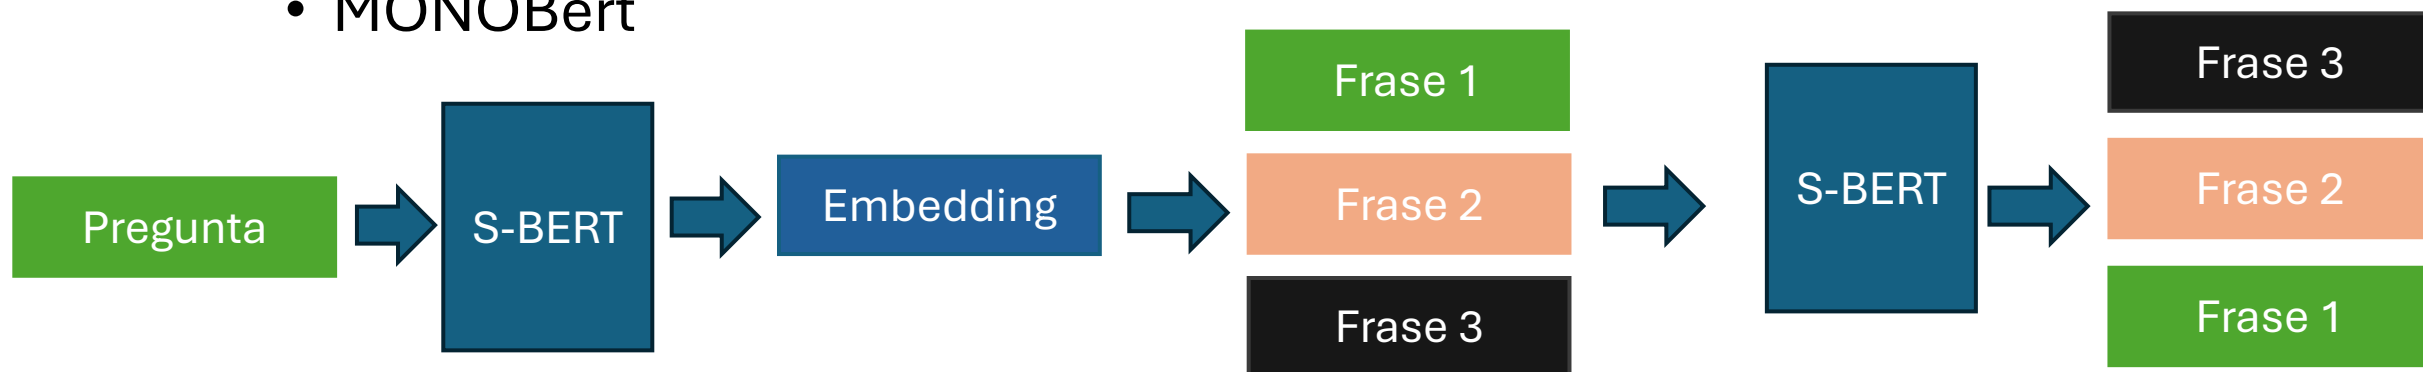 • MONOBert
Pregunta
S-BERT
Embedding
Frase 1
Frase 2
Frase 3
S-BERT
Frase 3
Frase 2
Frase 1